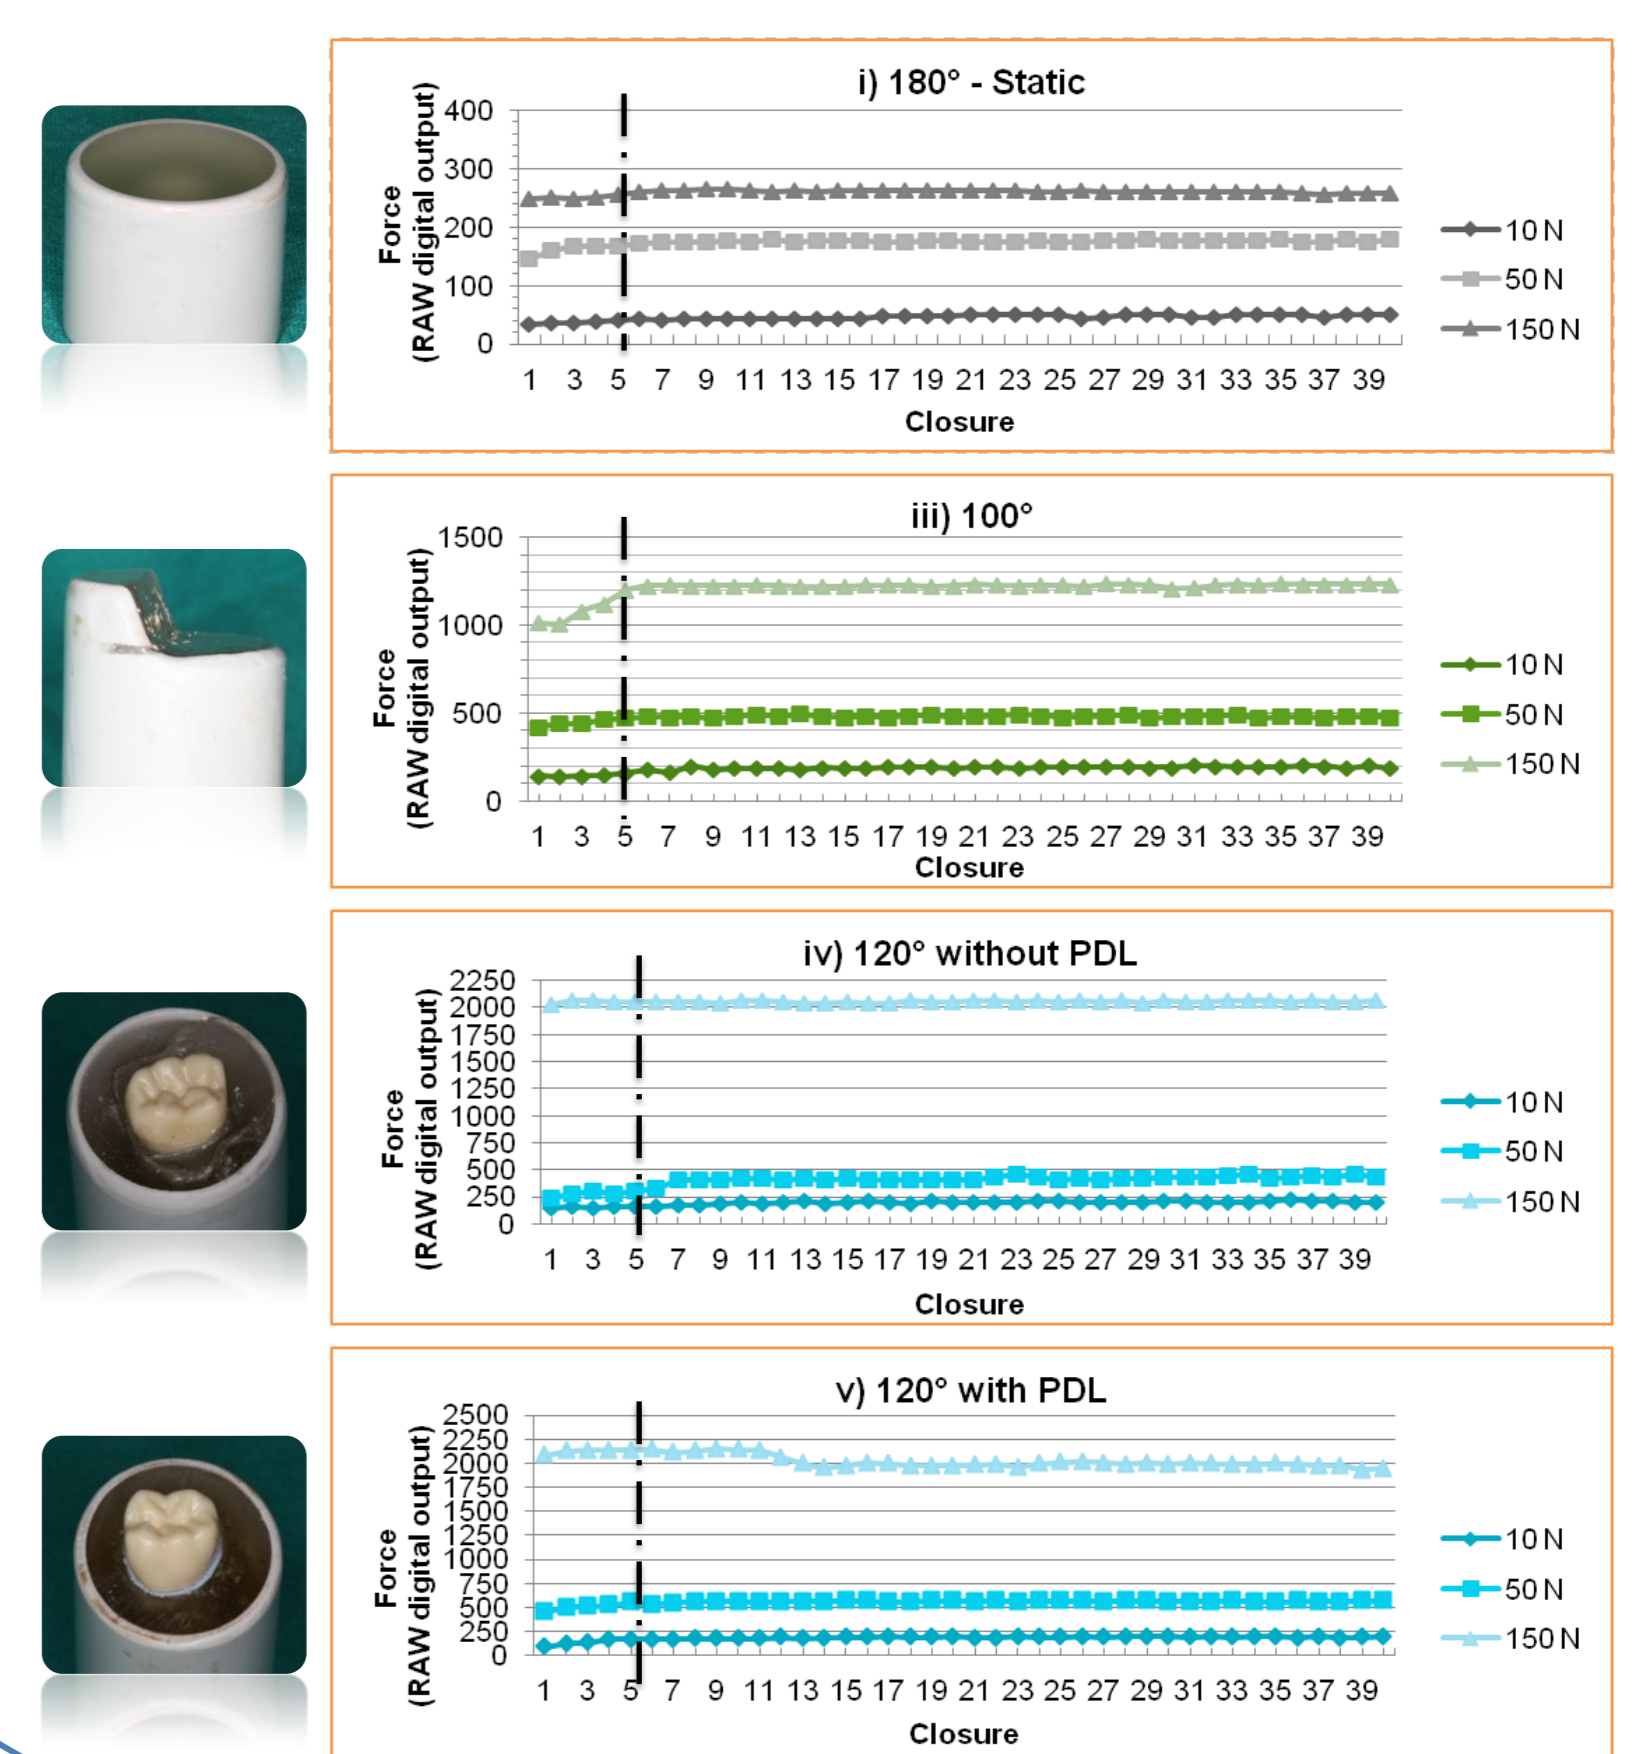 i) 180° - Static
Force
(RAW digital output)
400
300
200
100
0
1 3 5 7 9 11 13 15 17 19 21 23 25 27 29 31 33 35 37 39
Closure
10 N
50 N
150 N
iii) 100°
Force
(RAW digital output)
1500
1000
500
0
1 3 5 7 9 11 13 15 17 19 21 23 25 27 29 31 33 35 37 39
Closure
10 N
50 N
150 N
iv) 120° without PDL
Force
(RAW digital output)
2250
2000
1750
1500
1250
1000
750
500
250
0
1 3 5 7 9 11 13 15 17 19 21 23 25 27 29 31 33 35 37 39
Closure
10 N
50 N
150 N
v) 120° with PDL
Force
(RAW digital output)
2500
2250
2000
1750
1500
1250
1000
750
500
250
0
1 3 5 7 9 11 13 15 17 19 21 23 25 27 29 31 33 35 37 39
Closure
10 N
50 N
150 N